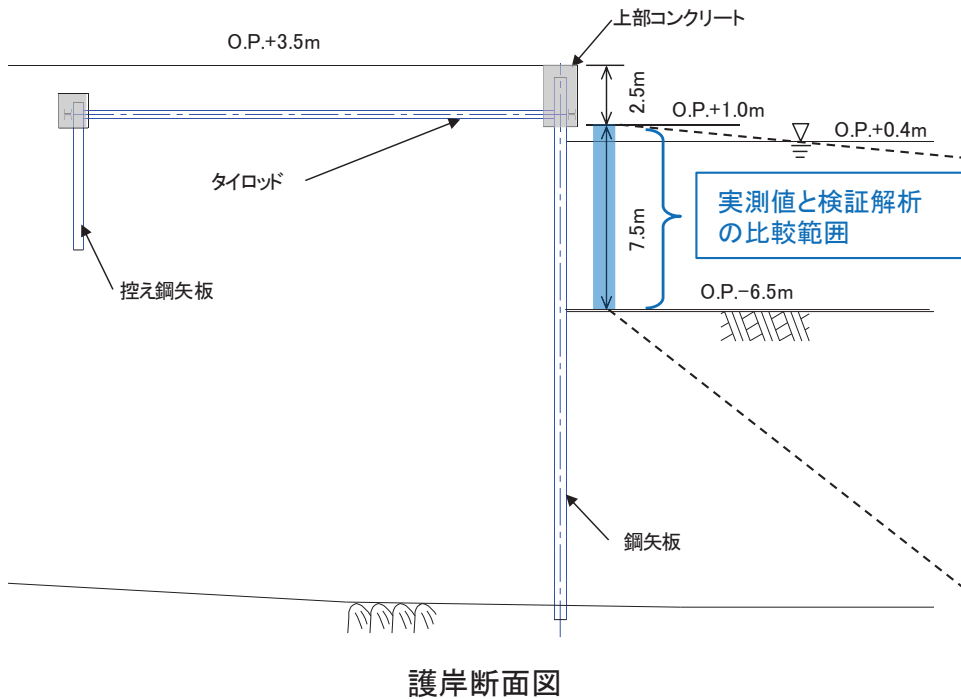 上部コンクリート
O.P.+3.5m
2.5m
O.P.+1.0m
O.P.+0.4m
タイロッド
実測値と検証解析
の比較範囲
7.5m
控え鋼矢板
O.P.-6.5m
鋼矢板
護岸断面図